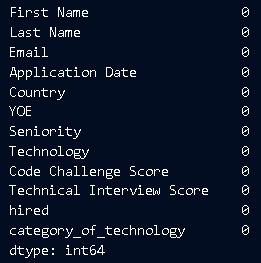 First Name 0
Last Name 0
Email 0
Application Date 0
Country 0
YOE 0
Seniority 0
Technology 0
Code Challenge Score 0
Technical Interview Score 0
hired 0
category_of_technology 0
dtype: int64